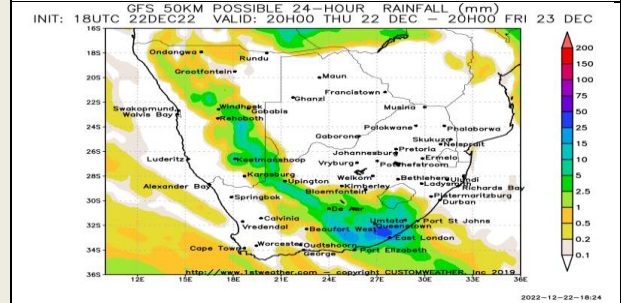 GFS 50KM POSSIBLE 24-HOUR RAINFALL (mm)
INIT: 18UTC 22DEC22 VALID: 20H00 THU 22 DEC – 20H00 FRI 23 DEC
16S
Ondangwa
Rundu
Grootfontein
200
150
100
75
50
25
15
10
5
2.5
1
0.5
0.2
0.1
18S
20S
Maun
Francistown
22S
Ghanzi
Windhoek
Gobabis
Musina
Swakopmund
Walvis Bay
Rehoboth
24S
Polokwane
Phalaborwa
Gaborone
Skukuza
Nelspruit
Pretoria
26S
Johannesburg
Ermelo
Luderitz
Keetmanshoop
Vryburg
Potchefstroom
Karasburg
Upington
Welkom
Bethlehem
Ulundi
28S
Alexander Bay
Kimberley
Ladysmith
Richards Bay
Bloemfontein
Springbok
Pietermaritzburg
30S
Durban
De Aar
Calvinia
Umtata
Port St Johns
32S
Vredendal
Beaufort West
Queenstown
East London
34S
Cape Town
Worcester
Oudtshoorn
George
Port Elizabeth
http://www.1stweather.com – copyright CUSTOMWEATHER, Inc 2019
36S
12E
15E
18E
21E
24E
27E
30E
33E
36E
2022-12-22-18:24